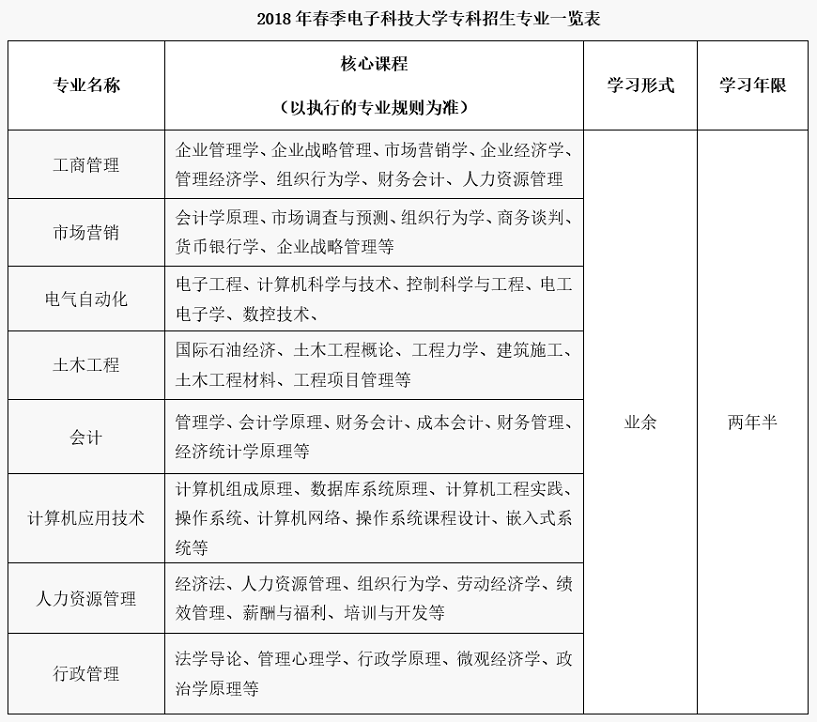 2018 年春季电子科技大学专科招生专业一览表
专业名称
核心课程
（以执行的专业规则为准）
学习形式
学习年限
工商管理
企业管理学、企业战略管理、市场营销学、企业经济学、
管理经济学、组织行为学、财务会计、人力资源管理
市场营销
会计学原理、市场调查与预测、组织行为学、商务谈判、
货币银行学、企业战略管理等
电气自动化
电子工程、计算机科学与技术、控制科学与工程、电工
电子学、数控技术、
土木工程
国际石油经济、土木工程概论、工程力学、建筑施工、
土木工程材料、工程项目管理等
会计
管理学、会计学原理、财务会计、成本会计、财务管理、
经济统计学原理等
业余
两年半
计算机应用技术
计算机组成原理、数据库系统原理、计算机工程实践、
操作系统、计算机网络、操作系统课程设计、嵌入式系
统等
人力资源管理
经济法、人力资源管理、组织行为学、劳动经济学、绩
效管理、薪酬与福利、培训与开发等
行政管理
法学导论、管理心理学、行政学原理、微观经济学、政
治学原理等